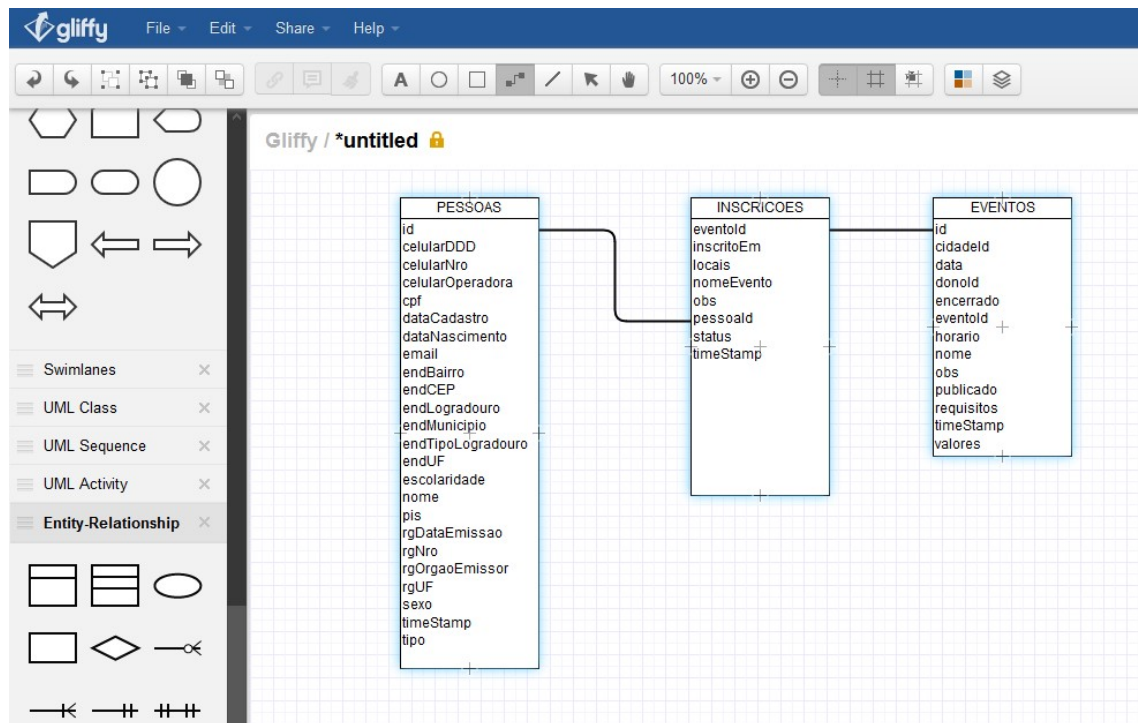 gliffy File Edit Share Help
A 100%
Gliffy / *untitled
Swimlanes
UML Class
UML Sequence
UML Activity
Entity-Relationship
PESSOAS
id
celularDDD
celularNro
celularOperadora
cpf
dataCadastro
dataNascimento
email
endBairro
endCEP
endLogradouro
endMunicipio
endTipoLogradouro
endUF
escolaridade
nome
pis
rgDataEmissao
rgNro
rgOrgaoEmissor
rgUF
sexo
timeStamp
tipo
INSCRICOES
eventoId
inscritoEm
locais
nomeEvento
obs
pessoaId
status
timeStamp
EVENTOS
id
cidadeId
data
donoId
encerrado
eventoId
horario
nome
obs
publicado
requisitos
timeStamp
valores